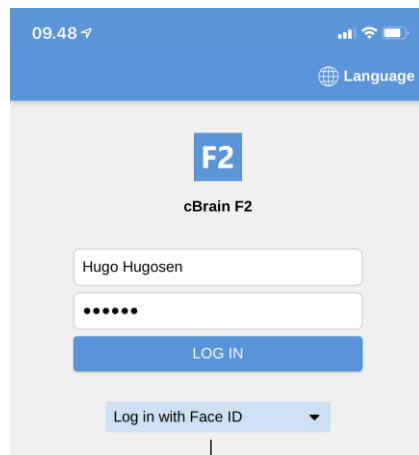 09.48
Language
F2
cBrain F2
Hugo Hugosen
••••••
LOG IN
Log in with Face ID